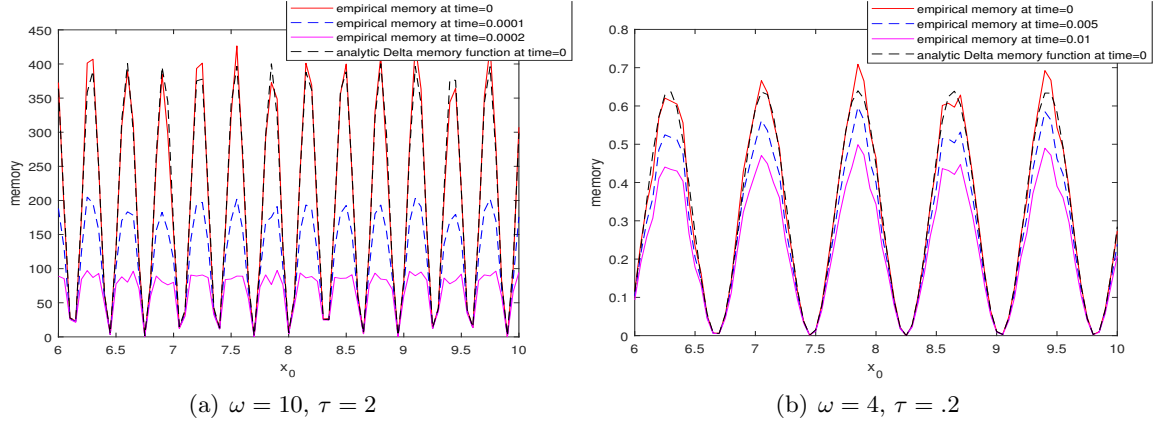 empirical memory at time=0
empirical memory at time=0.0001
empirical memory at time=0.0002
analytic Delta memory function at time=0
450
400
350
300
250
200
150
100
50
0
memory
6 6.5 7 7.5 8 8.5 9 9.5 10
x_0
(a) ω = 10, τ = 2
empirical memory at time=0
empirical memory at time=0.005
empirical memory at time=0.01
analytic Delta memory function at time=0
0.8
0.7
0.6
0.5
0.4
0.3
0.2
0.1
0
memory
6 6.5 7 7.5 8 8.5 9 9.5 10
x_0
(b) ω = 4, τ = .2